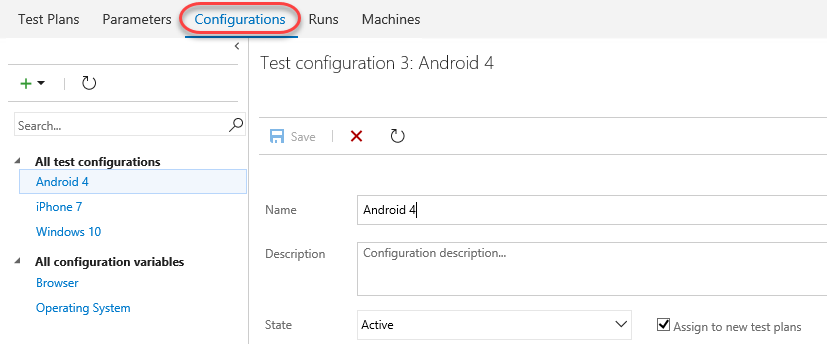 Test Plans Parameters Configurations Runs Machines
Test configuration 3: Android 4
Search...
Save
All test configurations
Android 4
iPhone 7
Windows 10
All configuration variables
Browser
Operating System
Name Android 4
Description Configuration description...
State Active Assign to new test plans